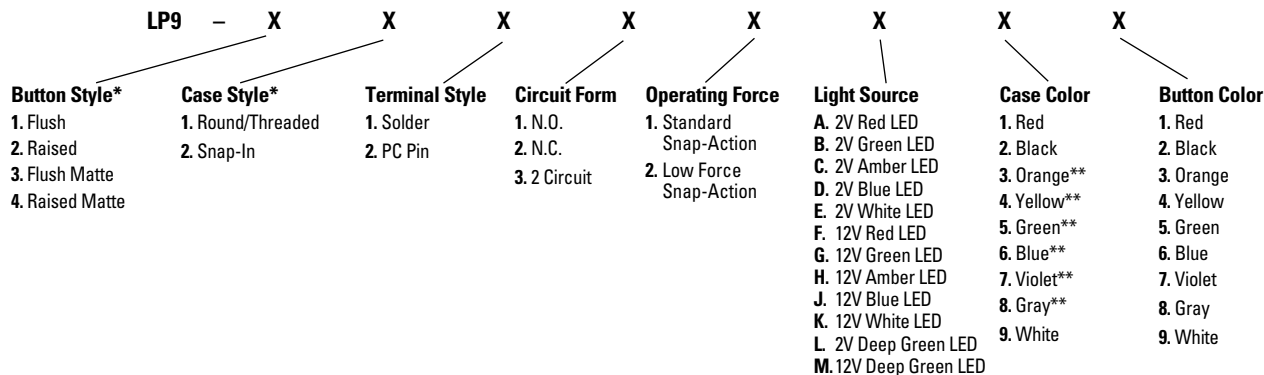 LP9 – X X X X X X X X
Button Style*
1. Flush
2. Raised
3. Flush Matte
4. Raised Matte
Case Style*
1. Round/Threaded
2. Snap-In
Terminal Style
1. Solder
2. PC Pin
Circuit Form
1. N.O.
2. N.C.
3. 2 Circuit
Operating Force
1. Standard
Snap-Action
2. Low Force
Snap-Action
Light Source
A. 2V Red LED
B. 2V Green LED
C. 2V Amber LED
D. 2V Blue LED
E. 2V White LED
F. 12V Red LED
G. 12V Green LED
H. 12V Amber LED
J. 12V Blue LED
K. 12V White LED
L. 2V Deep Green LED
M. 12V Deep Green LED
Case Color
1. Red
2. Black
3. Orange**
4. Yellow**
5. Green**
6. Blue**
7. Violet**
8. Gray**
9. White
Button Color
1. Red
2. Black
3. Orange
4. Yellow
5. Green
6. Blue
7. Violet
8. Gray
9. White